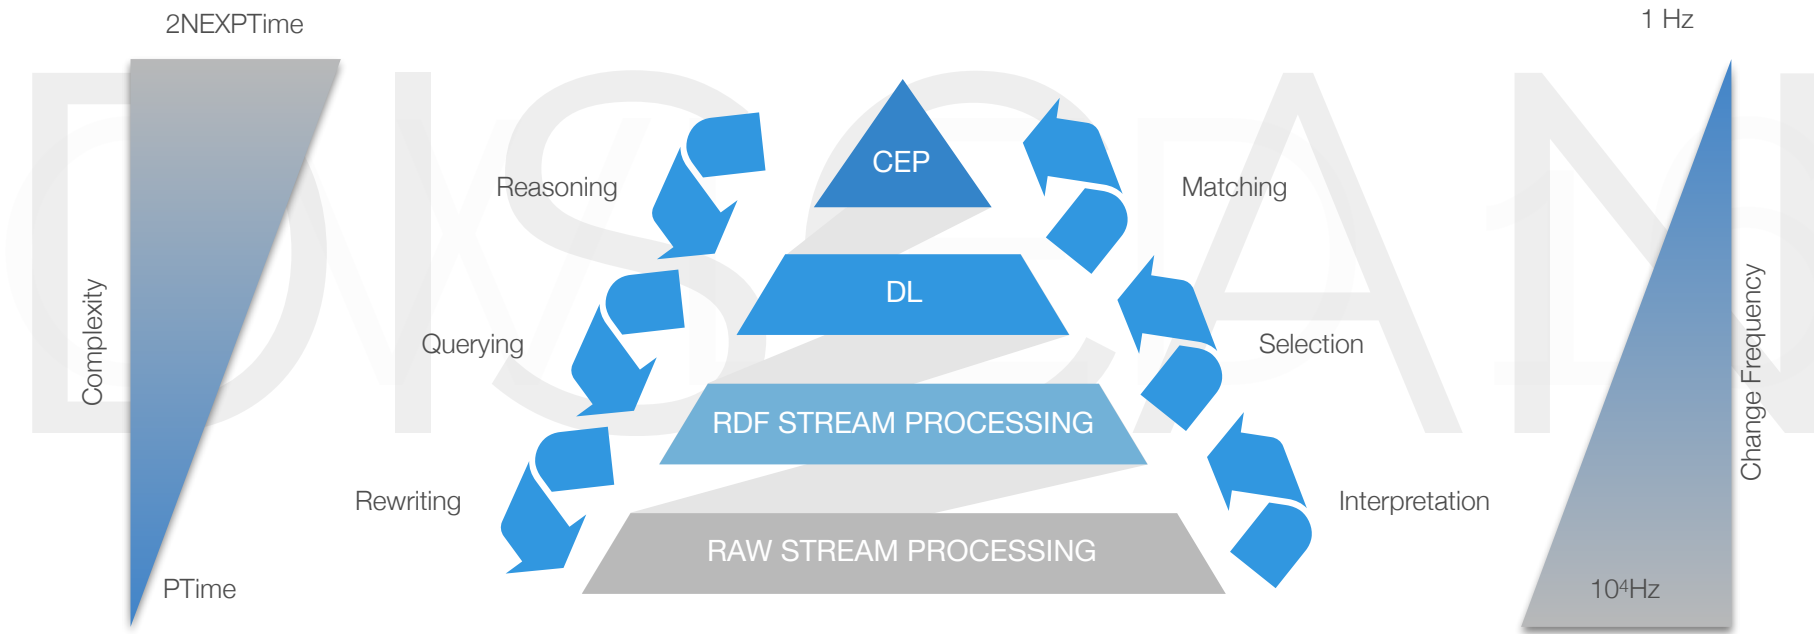 2NEXPTime
1 Hz
CEP
Reasoning
Matching
DL
Complexity
Querying
Selection
Change Frequency
RDF STREAM PROCESSING
Rewriting
Interpretation
RAW STREAM PROCESSING
PTime
10⁴Hz